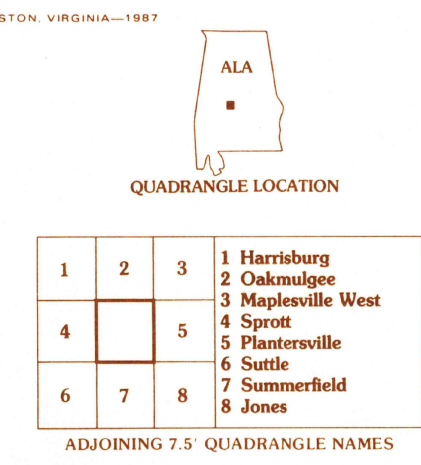 STON, VIRGINIA—1987
ALA
QUADRANGLE LOCATION
1 2 3
4 5
6 7 8
1 Harrisburg
2 Oakmulgee
3 Maplesville West
4 Sprott
5 Plantersville
6 Suttle
7 Summerfield
8 Jones
ADJOINING 7.5' QUADRANGLE NAMES